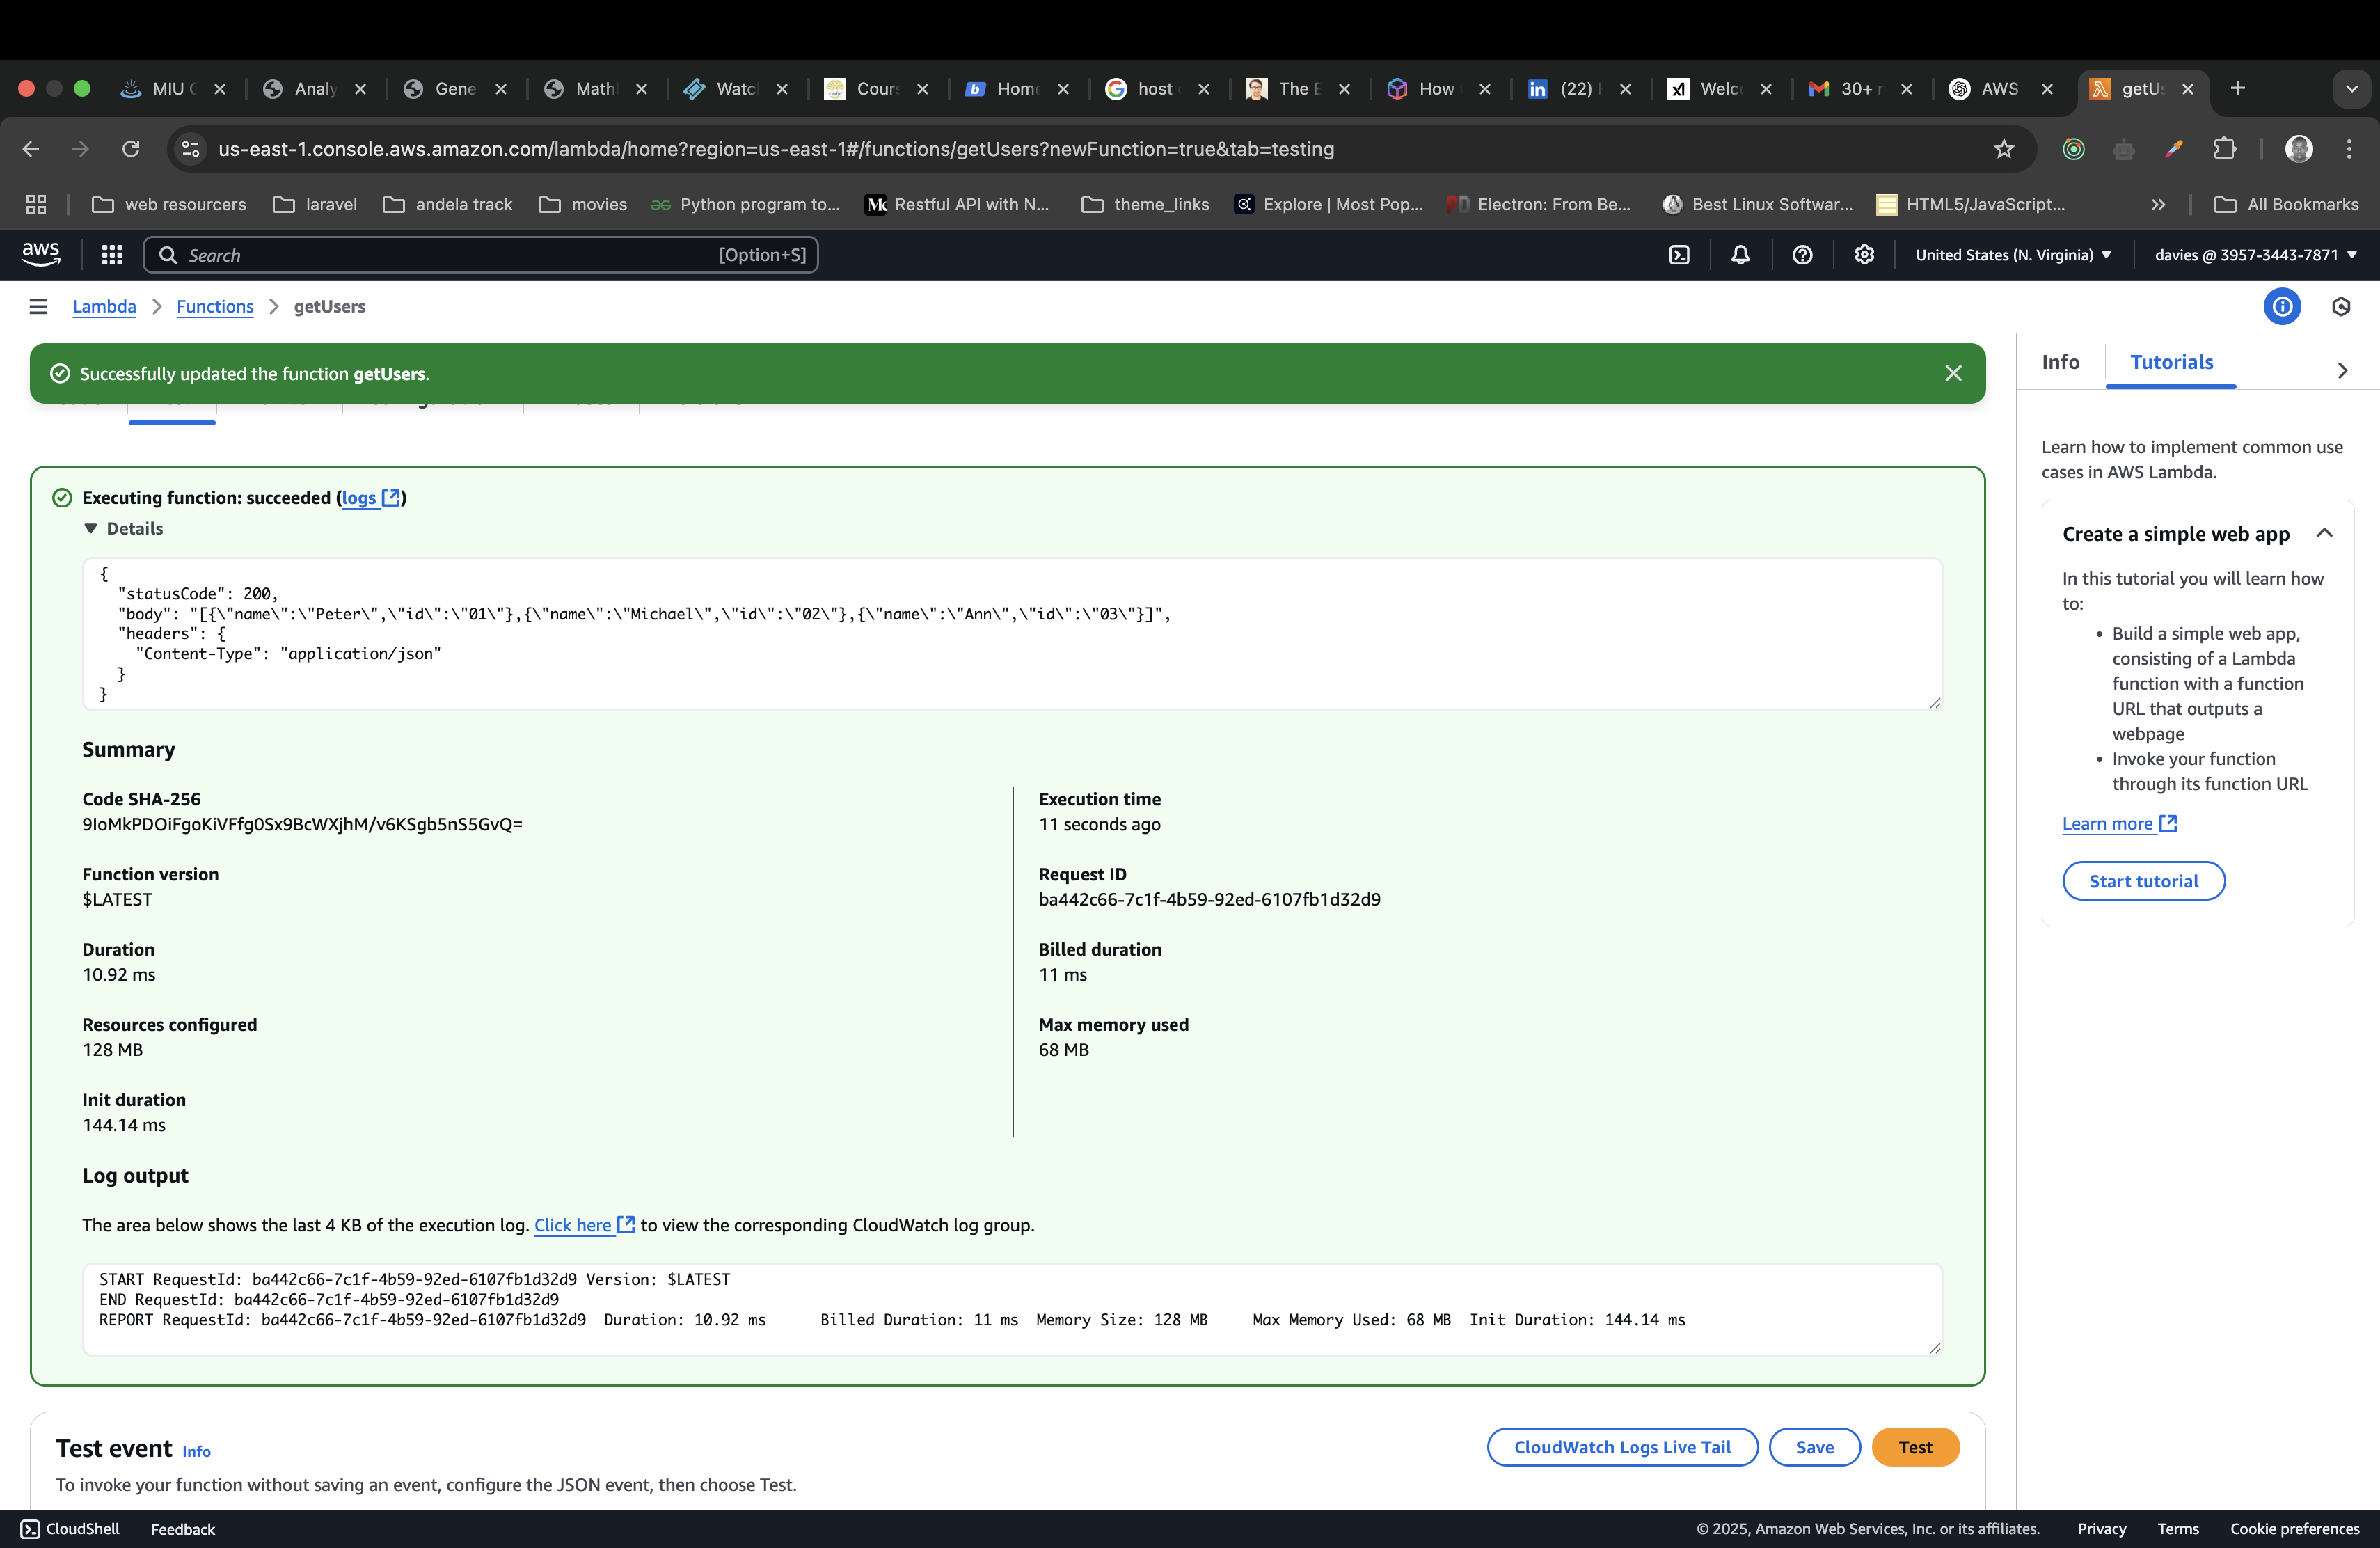 MIU
Analy
Gene
Math
Watc
Cour
Home
host
The E
How
(22)
Welc
30+
AWS
getU
us-east-1.console.aws.amazon.com/lambda/home?region=us-east-1#/functions/getUsers?newFunction=true&tab=testing
web resourcers
laravel
andela track
movies
Python program to...
Restful API with N...
theme_links
Explore | Most Pop...
Electron: From Be...
Best Linux Softwar...
HTML5/JavaScript...
All Bookmarks
aws
Search
[Option+S]
United States (N. Virginia)
davies @ 3957-3443-7871
Lambda
Functions
getUsers
Successfully updated the function getUsers.
Executing function: succeeded (logs)
Details
{
"statusCode": 200,
"body": "[{\"name\":\"Peter\",\"id\":\"01\"},{\"name\":\"Michael\",\"id\":\"02\"},{\"name\":\"Ann\",\"id\":\"03\"}]",
"headers": {
"Content-Type": "application/json"
}
}
Summary
Code SHA-256
9IoMkPDOiFgoKiVFfg0Sx9BcWXjhM/v6KSgb5nS5GvQ=
Function version
$LATEST
Duration
10.92 ms
Resources configured
128 MB
Init duration
144.14 ms
Execution time
11 seconds ago
Request ID
ba442c66-7c1f-4b59-92ed-6107fb1d32d9
Billed duration
11 ms
Max memory used
68 MB
Log output
The area below shows the last 4 KB of the execution log. Click here to view the corresponding CloudWatch log group.
START RequestId: ba442c66-7c1f-4b59-92ed-6107fb1d32d9 Version: $LATEST
END RequestId: ba442c66-7c1f-4b59-92ed-6107fb1d32d9
REPORT RequestId: ba442c66-7c1f-4b59-92ed-6107fb1d32d9 Duration: 10.92 ms Billed Duration: 11 ms Memory Size: 128 MB Max Memory Used: 68 MB Init Duration: 144.14 ms
Test event Info
CloudWatch Logs Live Tail
Save
Test
To invoke your function without saving an event, configure the JSON event, then choose Test.
Info
Tutorials
Learn how to implement common use
cases in AWS Lambda.
Create a simple web app
In this tutorial you will learn how
to:
• Build a simple web app,
consisting of a Lambda
function with a function
URL that outputs a
webpage
• Invoke your function
through its function URL
Learn more
Start tutorial
CloudShell
Feedback
© 2025, Amazon Web Services, Inc. or its affiliates.
Privacy
Terms
Cookie preferences